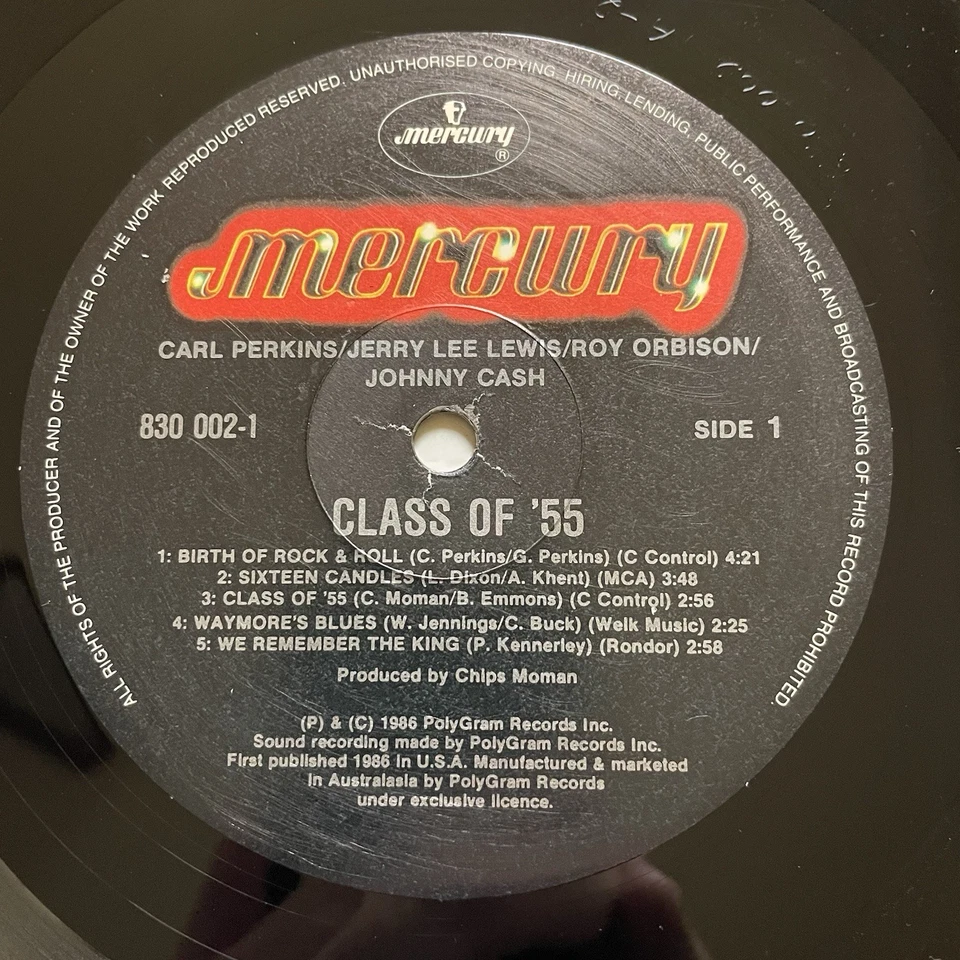 ALL RIGHTS OF THE PRODUCER AND OF THE OWNER OF THE WORK REPRODUCED RESERVED. UNAUTHORISED COPYING, HIRING, LENDING, PUBLIC PERFORMANCE AND BROADCASTING OF THIS RECORD PROHIBITED.
mercury
®
mercury
CARL PERKINS/JERRY LEE LEWIS/ROY ORBISON/
JOHNNY CASH
830 002-1
SIDE 1
CLASS OF '55
1: BIRTH OF ROCK & ROLL (C. Perkins/G. Perkins) (C Control) 4:21
2: SIXTEEN CANDLES (L. Dixon/A. Khent) (MCA) 3:48
3: CLASS OF '55 (C. Moman/B. Emmons) (C Control) 2:56
4: WAYMORE'S BLUES (W. Jennings/C. Buck) (Welk Music) 2:25
5: WE REMEMBER THE KING (P. Kennerley) (Rondor) 2:58
Produced by Chips Moman
(P) & (C) 1986 PolyGram Records Inc.
Sound recording made by PolyGram Records Inc.
First published 1986 in U.S.A. Manufactured & marketed
in Australasia by PolyGram Records
under exclusive licence.